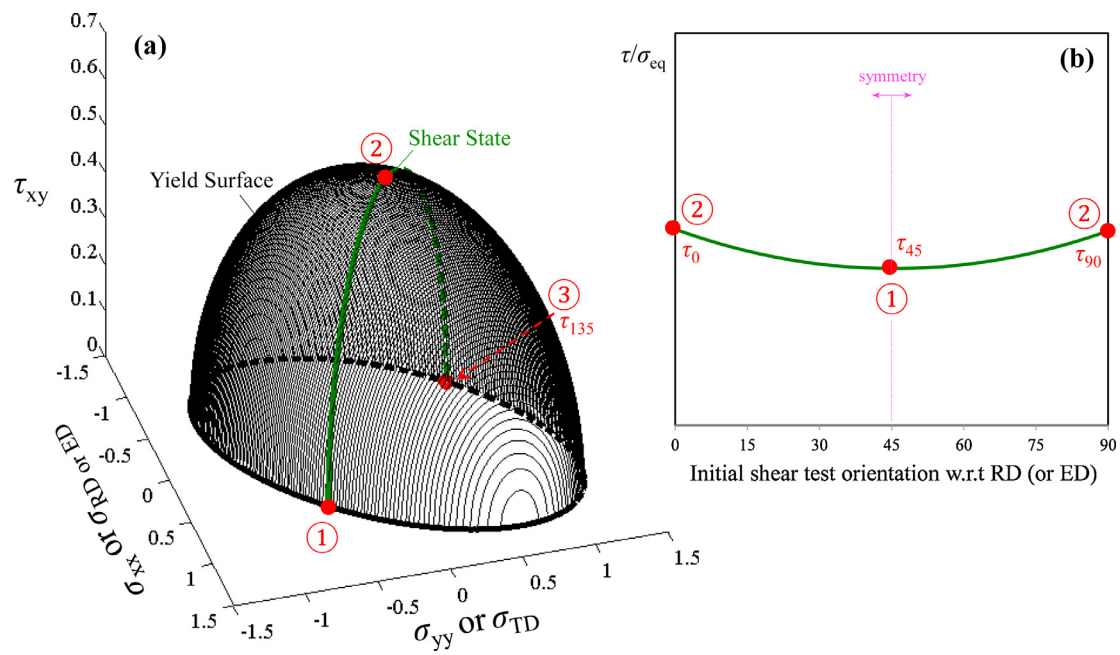 (a)
0.7
0.6
0.5
0.4
0.3
0.2
0.1
0
τxy
Yield Surface
Shear State
②
③
τ135
①
-1.5
-1
-0.5
0
0.5
1
1.5
σxx or σRD or ED
-1.5
-1
-0.5
0
0.5
1
1.5
σyy or σTD
(b)
τ/σeq
symmetry
②
τ0
τ45
①
②
τ90
0 15 30 45 60 75 90
Initial shear test orientation w.r.t RD (or ED)